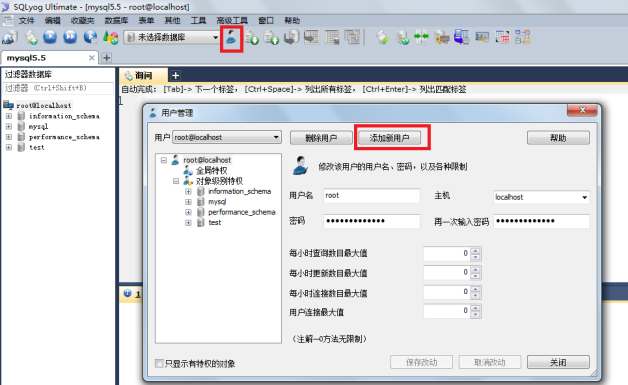 SQLyog Ultimate - [mysql5.5 - root@localhost]
文件 编辑 收藏夹 数据库 表单 其他 工具 高级工具 窗口 帮助
未选择数据库
mysql5.5
过滤器数据库
过滤器 (Ctrl+Shift+B)
root@localhost
information_schema
mysql
performance_schema
test
询问
自动完成: [Tab]-> 下一个标签, [Ctrl+Space]-> 列出所有标签, [Ctrl+Enter]-> 列出匹配标签
1
用户管理
用户 root@localhost 删除用户 添加新用户 帮助
root@localhost
全局特权
对象级别特权
information_schema
mysql
performance_schema
test
修改该用户的用户名、密码, 以及各种限制
用户名 root 主机 localhost
密码 ••••••••••••• 再一次输入密码 •••••••••••••
每小时查询数目最大值 0
每小时更新数目最大值 0
每小时连接数目最大值 0
用户连接最大值 0
(注解—0方法无限制)
只显示有特权的对象
保存改动 取消改动 关闭
1